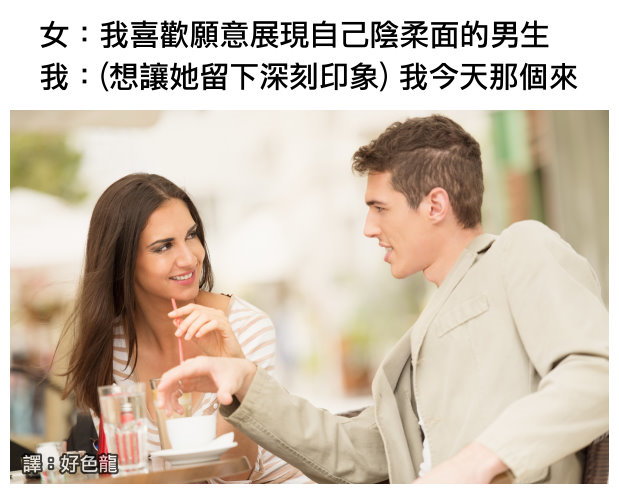 女：我喜歡願意展現自己陰柔面的男生
我：(想讓她留下深刻印象) 我今天那個來
譯：好色龍